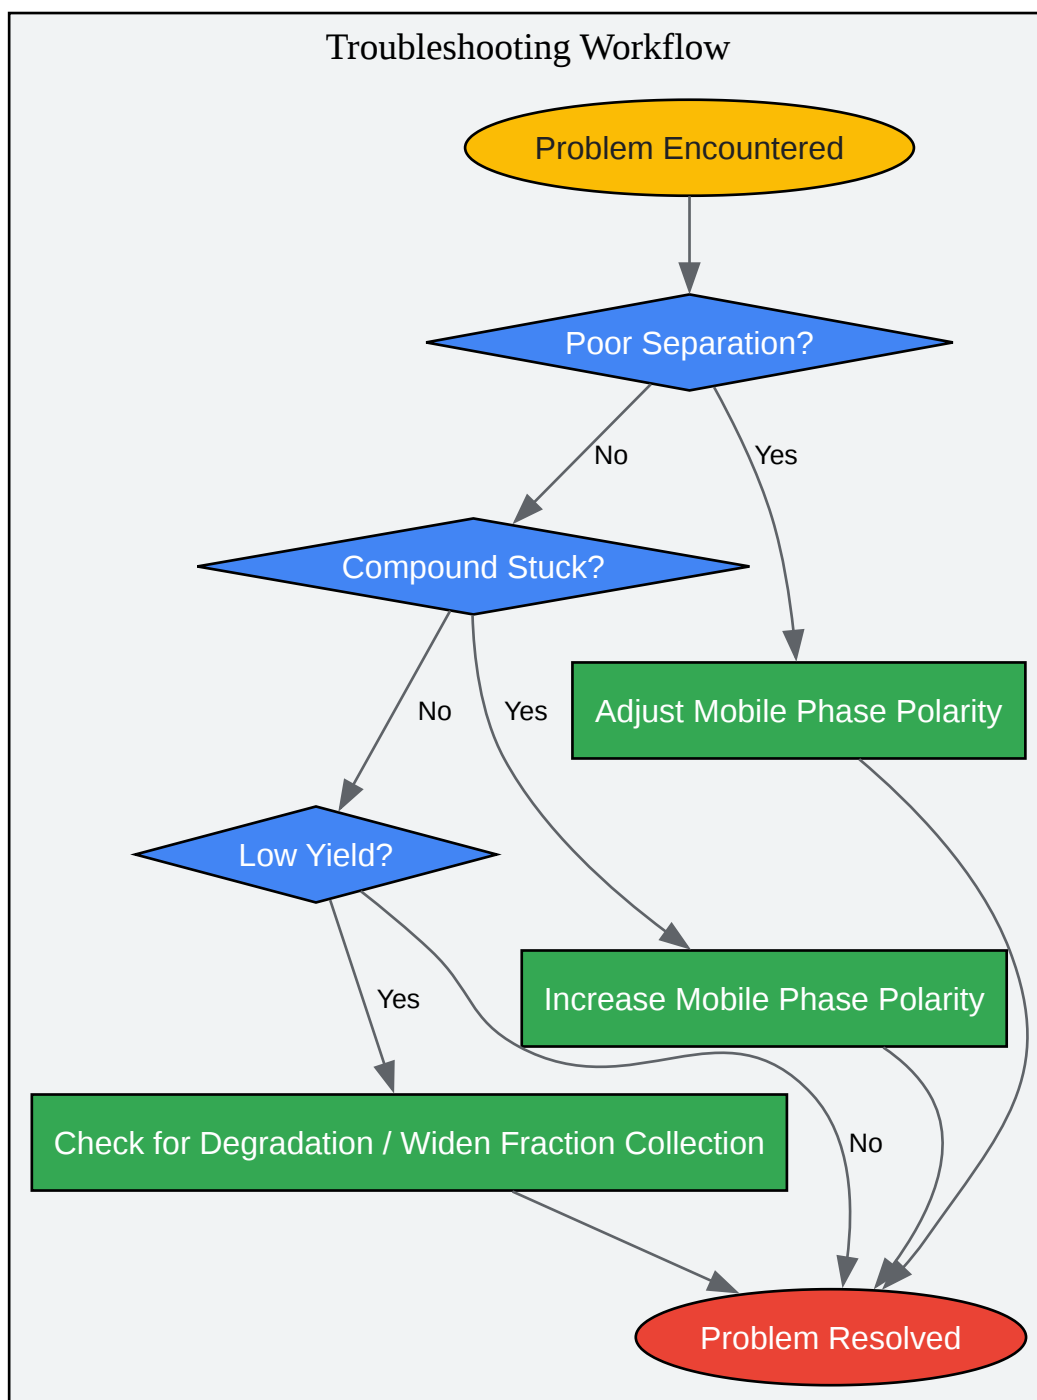 Troubleshooting Workflow
Problem Encountered
Poor Separation?
No
Yes
Compound Stuck?
No
Yes
Adjust Mobile Phase Polarity
Low Yield?
Yes
Increase Mobile Phase Polarity
Check for Degradation / Widen Fraction Collection
No
Problem Resolved